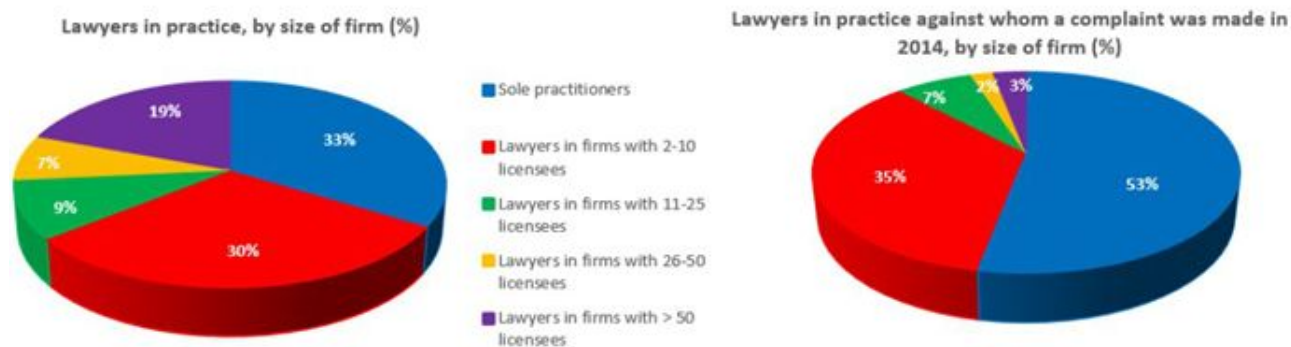 Lawyers in practice, by size of firm (%)
19%
33%
7%
9%
30%
Sole practitioners
Lawyers in firms with 2-10
licensees
Lawyers in firms with 11-25
licensees
Lawyers in firms with 26-50
licensees
Lawyers in firms with > 50
licensees
Lawyers in practice against whom a complaint was made in
2014, by size of firm (%)
7%
2%
3%
35%
53%